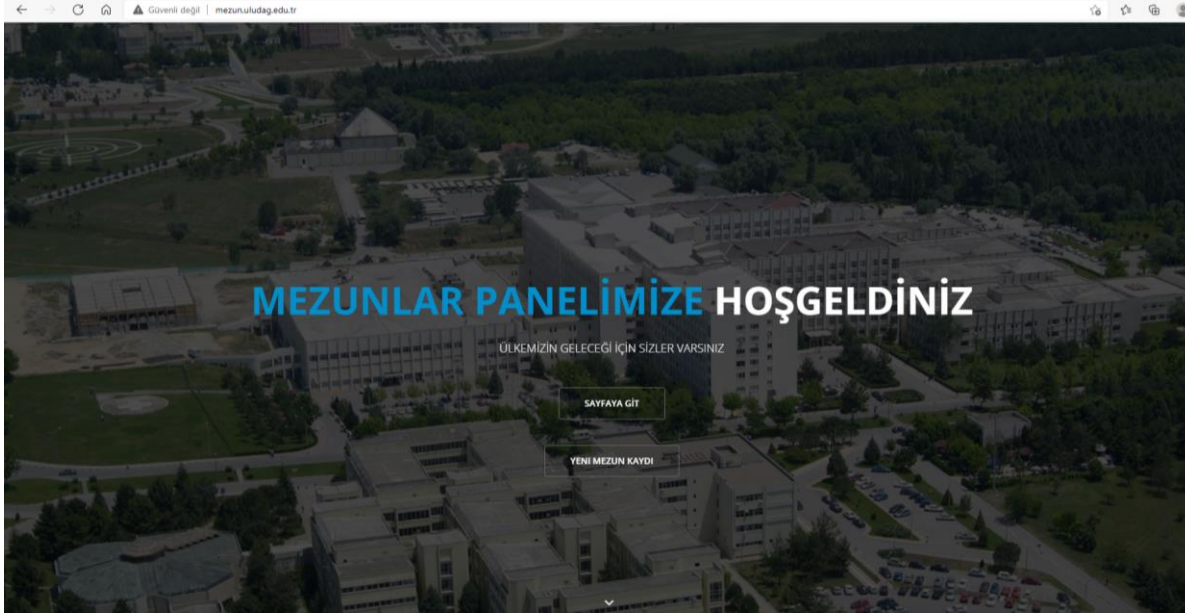 Güvenli değil | mezun.uludag.edu.tr
MEZUNLAR PANELİMİZE HOŞGELDİNİZ
ÜLKEMİZİN GELECEĞİ İÇİN SİZLER VARSINIZ
SAYFAYA GİT
YENI MEZUN KAYDI